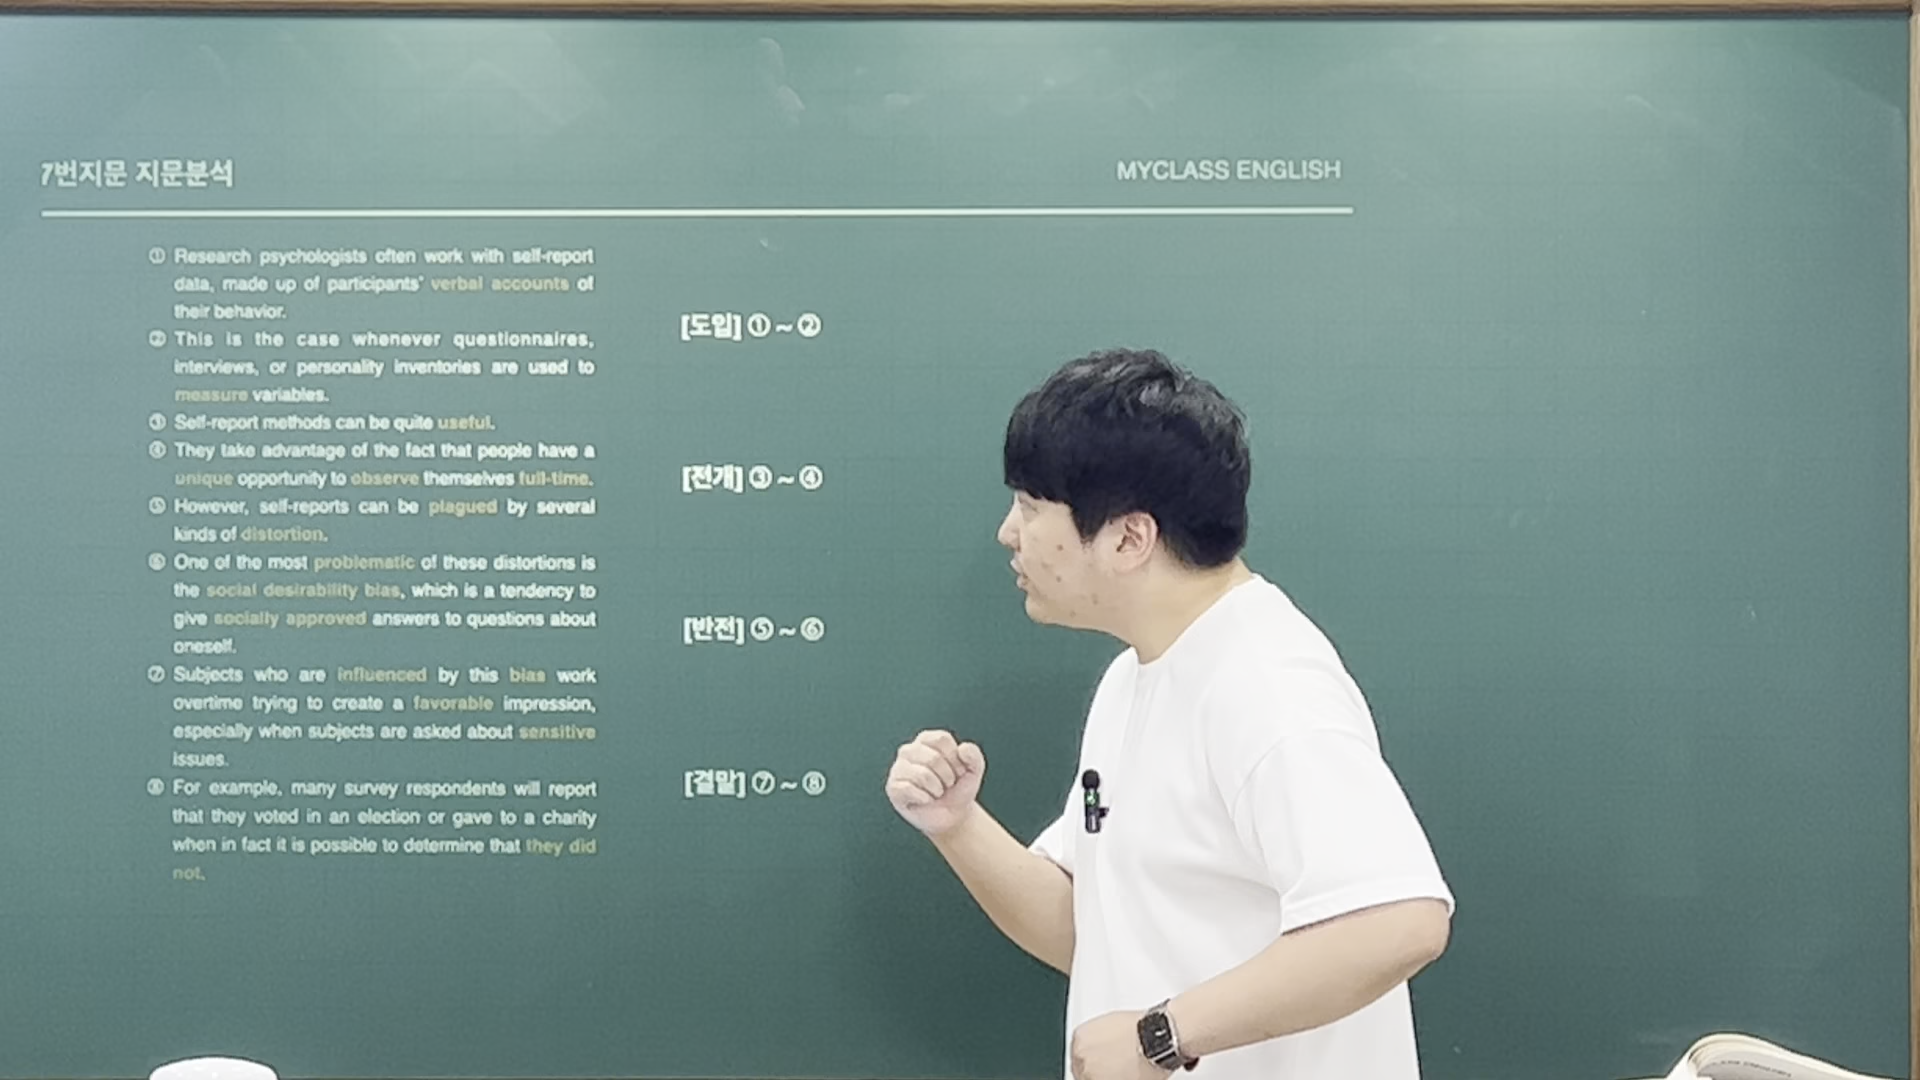 7번지문 지문분석
MYCLASS ENGLISH
① Research psychologists often work with self-report
data, made up of participants' verbal accounts of
their behavior.
② This is the case whenever questionnaires,
interviews, or personality inventories are used to
measure variables.
③ Self-report methods can be quite useful.
④ They take advantage of the fact that people have a
unique opportunity to observe themselves full-time.
⑤ However, self-reports can be plagued by several
kinds of distortion.
⑥ One of the most problematic of these distortions is
the social desirability bias, which is a tendency to
give socially approved answers to questions about
oneself.
⑦ Subjects who are influenced by this bias work
overtime trying to create a favorable impression,
especially when subjects are asked about sensitive
issues.
⑧ For example, many survey respondents will report
that they voted in an election or gave to a charity
when in fact it is possible to determine that they did
not.
[도입] ① ~ ②
[전개] ③ ~ ④
[반전] ⑤ ~ ⑥
[결말] ⑦ ~ ⑧